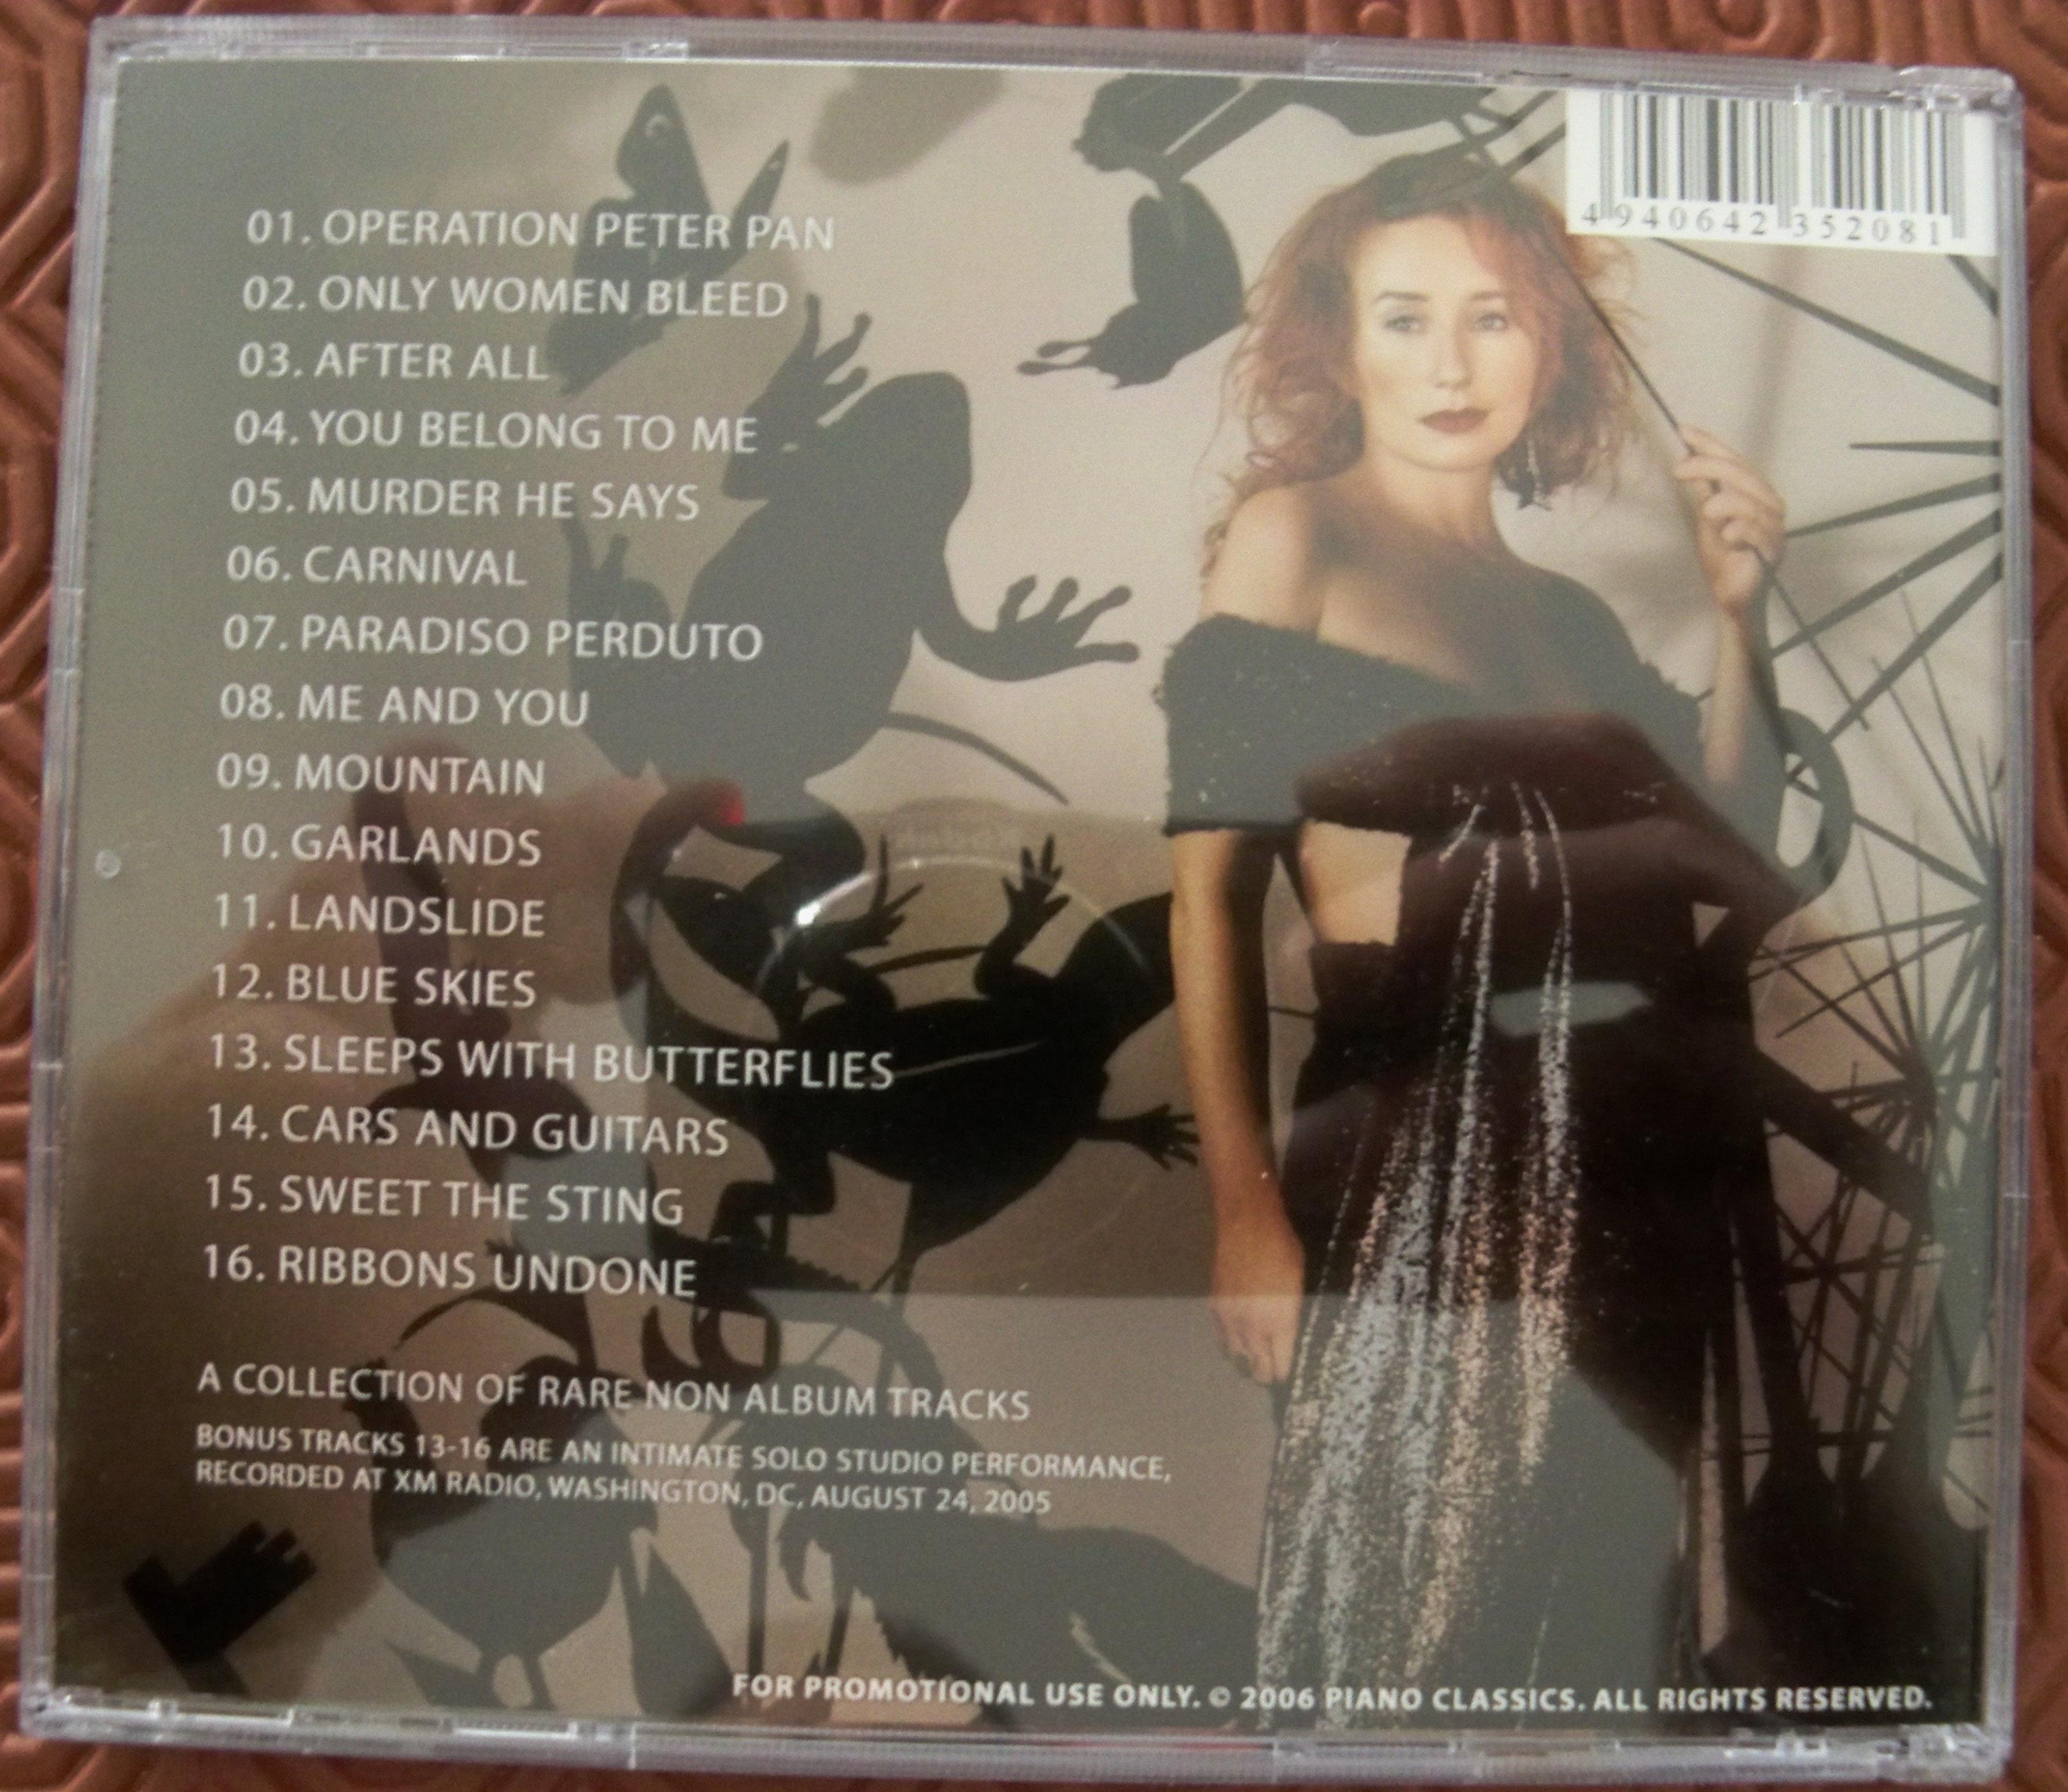 4 940642 352081
01. OPERATION PETER PAN
02. ONLY WOMEN BLEED
03. AFTER ALL
04. YOU BELONG TO ME
05. MURDER HE SAYS
06. CARNIVAL
07. PARADISO PERDUTO
08. ME AND YOU
09. MOUNTAIN
10. GARLANDS
11. LANDSLIDE
12. BLUE SKIES
13. SLEEPS WITH BUTTERFLIES
14. CARS AND GUITARS
15. SWEET THE STING
16. RIBBONS UNDONE
A COLLECTION OF RARE NON ALBUM TRACKS
BONUS TRACKS 13-16 ARE AN INTIMATE SOLO STUDIO PERFORMANCE,
RECORDED AT XM RADIO, WASHINGTON, DC, AUGUST 24, 2005
FOR PROMOTIONAL USE ONLY. © 2006 PIANO CLASSICS. ALL RIGHTS RESERVED.